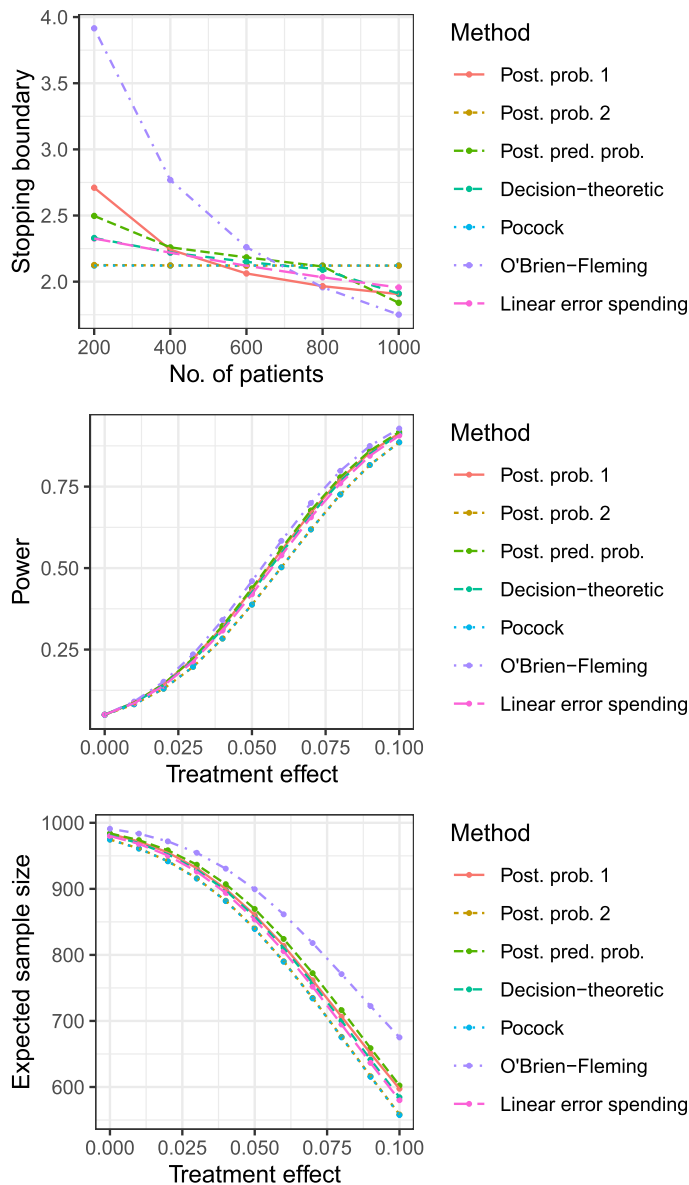 Stopping boundary
4.0
3.5
3.0
2.5
2.0
200 400 600 800 1000
No. of patients
Method
Post. prob. 1
Post. prob. 2
Post. pred. prob.
Decision−theoretic
Pocock
O'Brien−Fleming
Linear error spending
Power
0.75
0.50
0.25
0.000 0.025 0.050 0.075 0.100
Treatment effect
Method
Post. prob. 1
Post. prob. 2
Post. pred. prob.
Decision−theoretic
Pocock
O'Brien−Fleming
Linear error spending
Expected sample size
1000
900
800
700
600
0.000 0.025 0.050 0.075 0.100
Treatment effect
Method
Post. prob. 1
Post. prob. 2
Post. pred. prob.
Decision−theoretic
Pocock
O'Brien−Fleming
Linear error spending